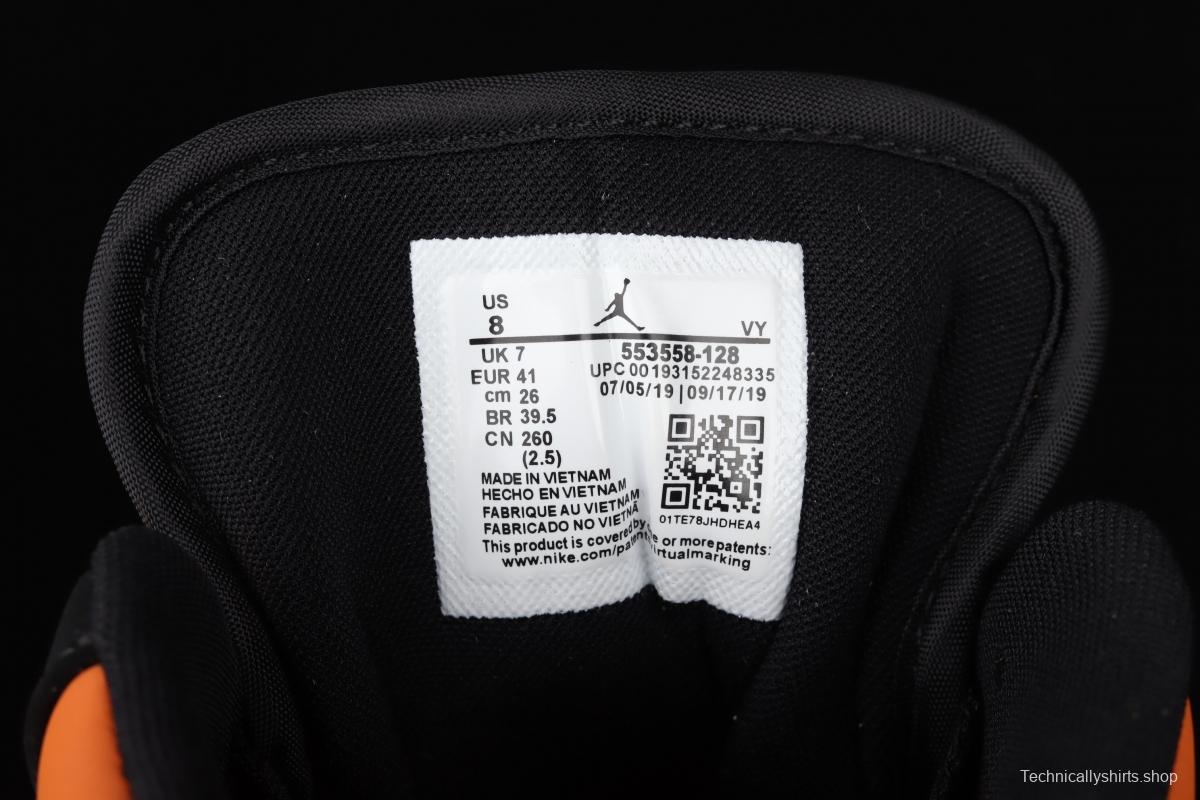 US
8
VY
UK 7
EUR 41
cm 26
BR 39.5
CN 260
(2.5)
553558-128
UPC 00193152248335
07/05/19 | 09/17/19
MADE IN VIETNAM
HECHO EN VIETNAM
FABRIQUE AU VIETNAM
FABRICADO NO VIETNÃ
01TE78JHDHEA4
This product is covered by or more patents:
www.nike.com/paten irtualmarking
Technicallyshirts.shop